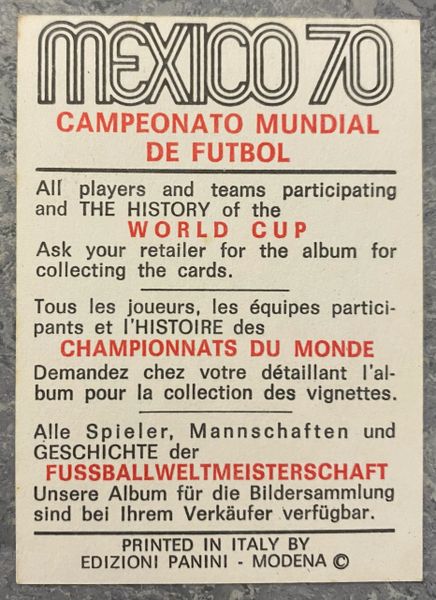 MEXICO 70
CAMPEONATO MUNDIAL
DE FUTBOL
All players and teams participating
and THE HISTORY of the
WORLD CUP
Ask your retailer for the album for
collecting the cards.
Tous les joueurs, les équipes partici-
pants et l'HISTOIRE des
CHAMPIONNATS DU MONDE
Demandez chez votre détaillant l'al-
bum pour la collection des vignettes.
Alle Spieler, Mannschaften und
GESCHICHTE der
FUSSBALLWELTMEISTERSCHAFT
Unsere Album für die Bildersammlung
sind bei Ihrem Verkäufer verfügbar.
PRINTED IN ITALY BY
EDIZIONI PANINI - MODENA ©